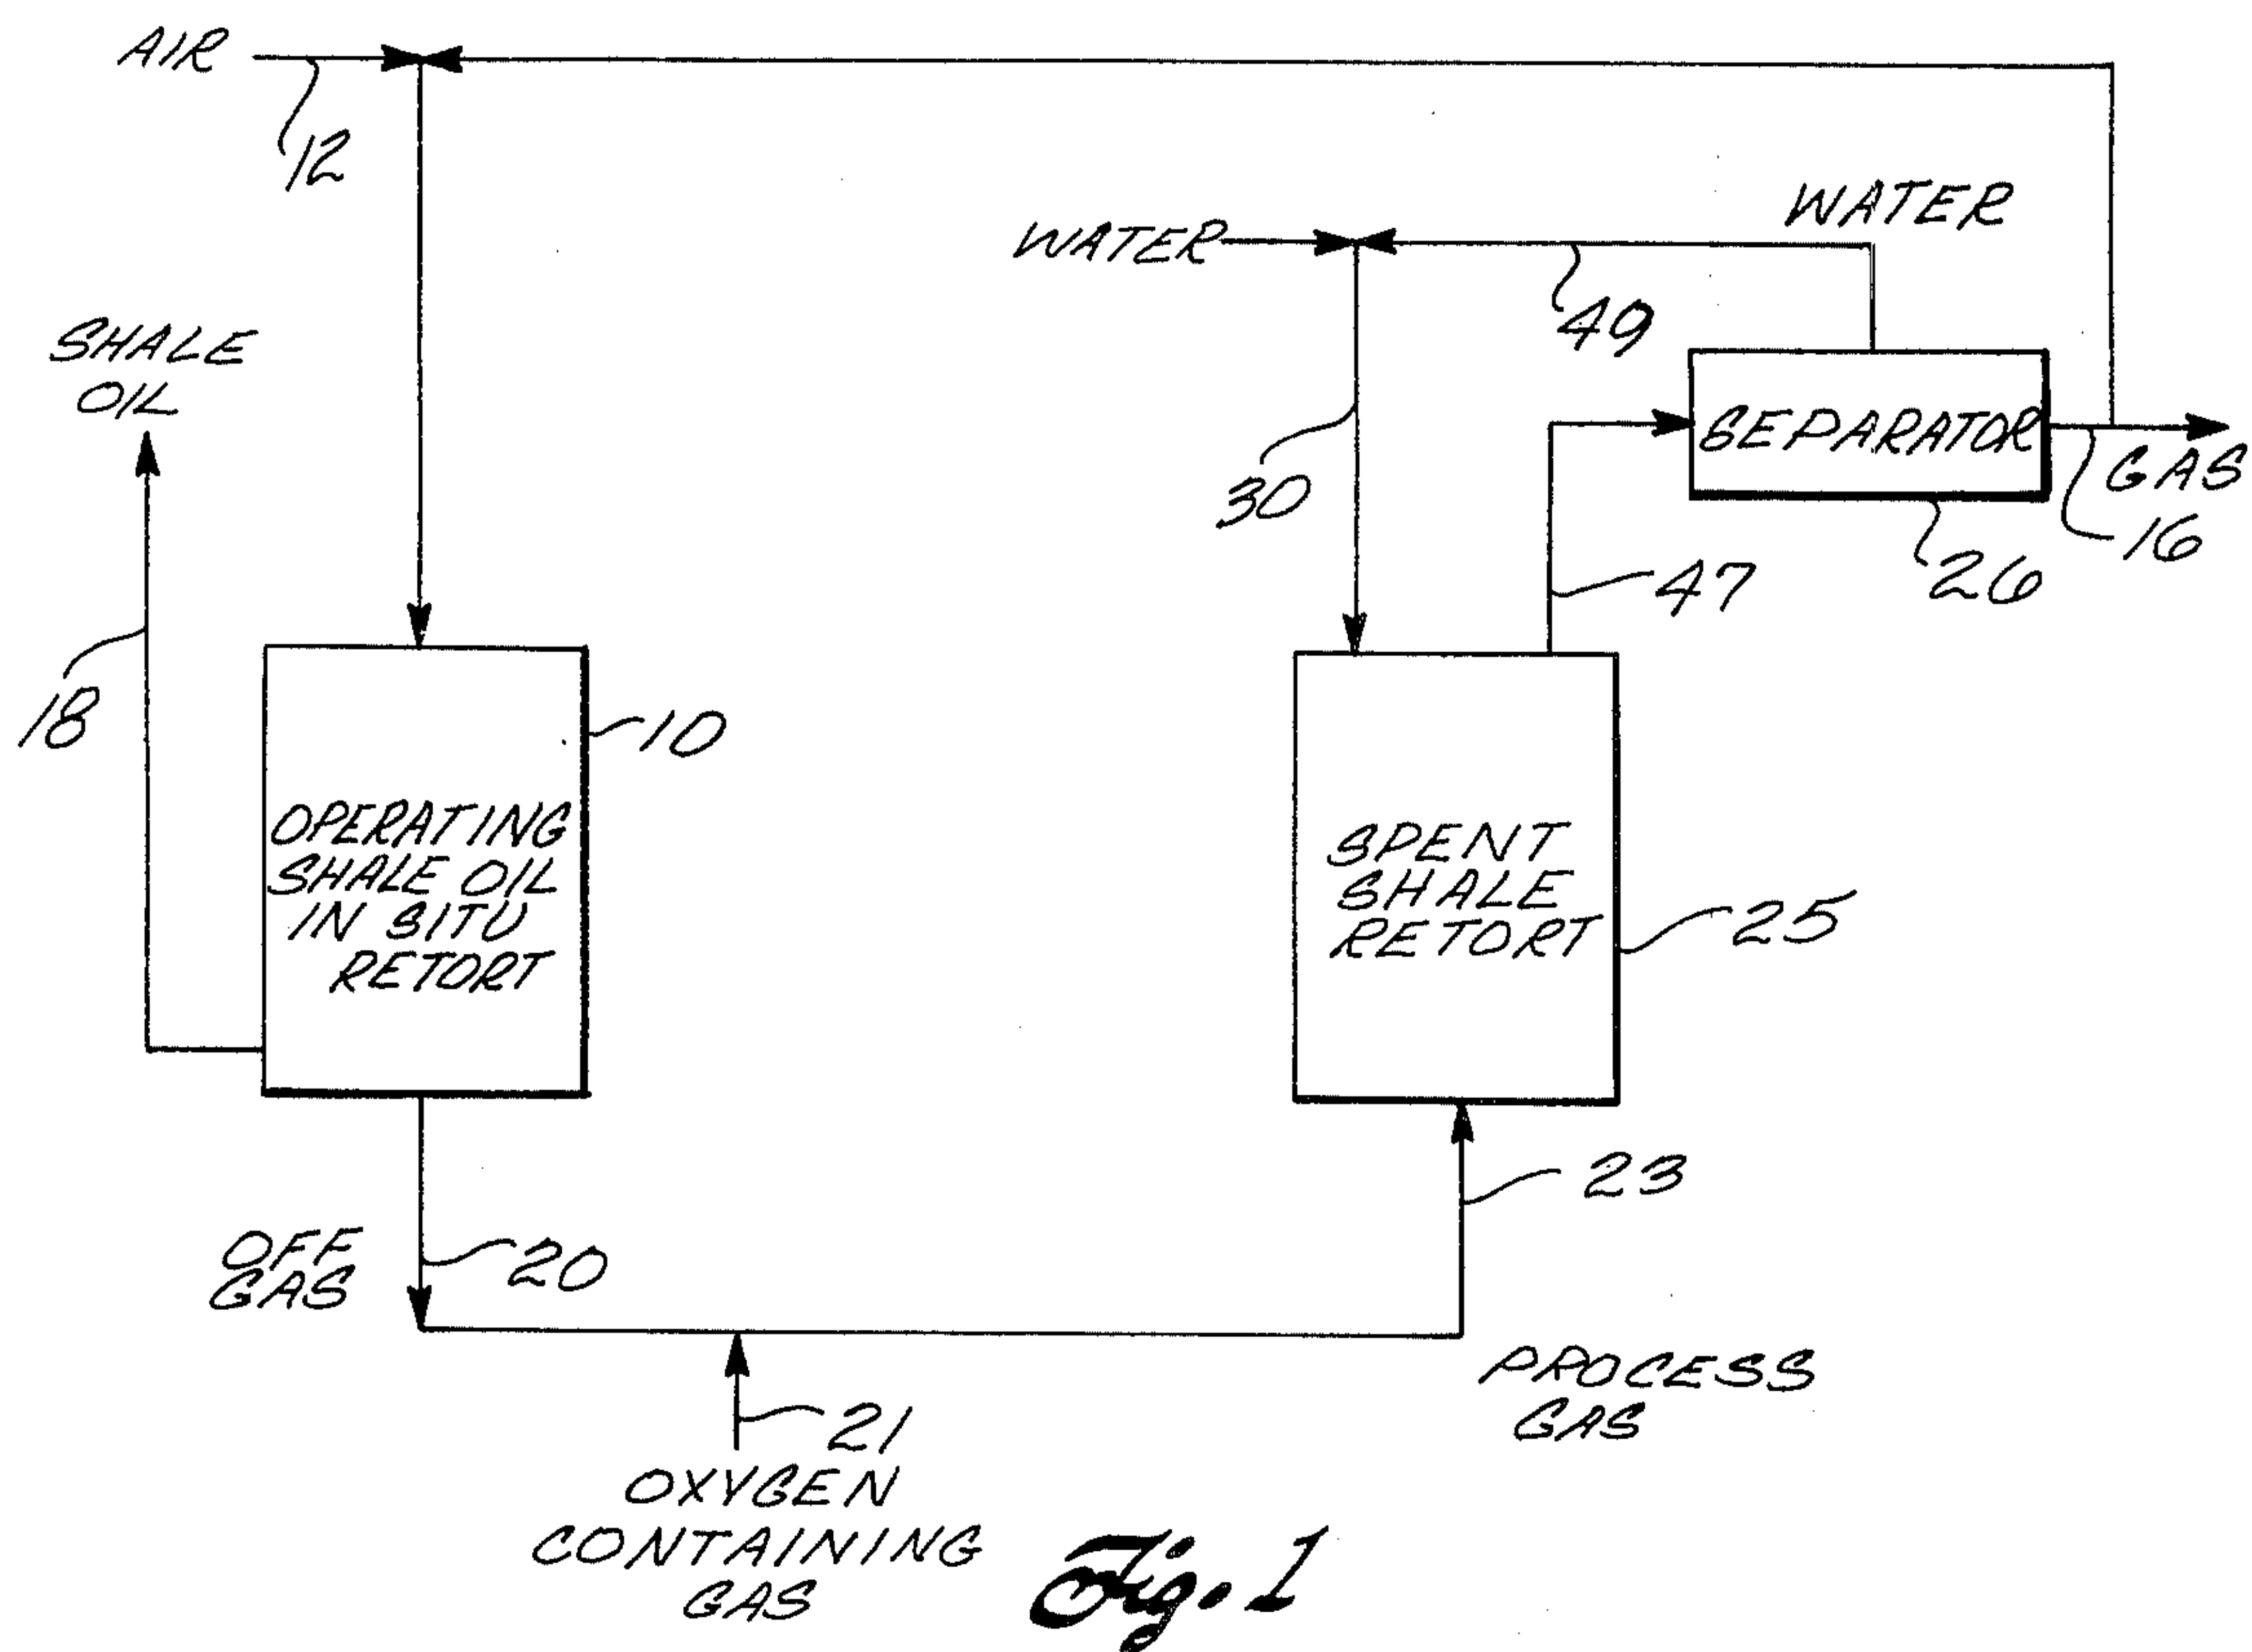 AIR
12
WATER
WATER
49
SHALE
OIL
SEPARATOR
30
GAS
16
26
47
18
10
OPERATING
SHALE OIL
IN SITU
RETORT
SPENT
SHALE
RETORT
25
23
OFF
GAS
20
PROCESS
GAS
21
OXYGEN
CONTAINING
GAS
Fig. 1